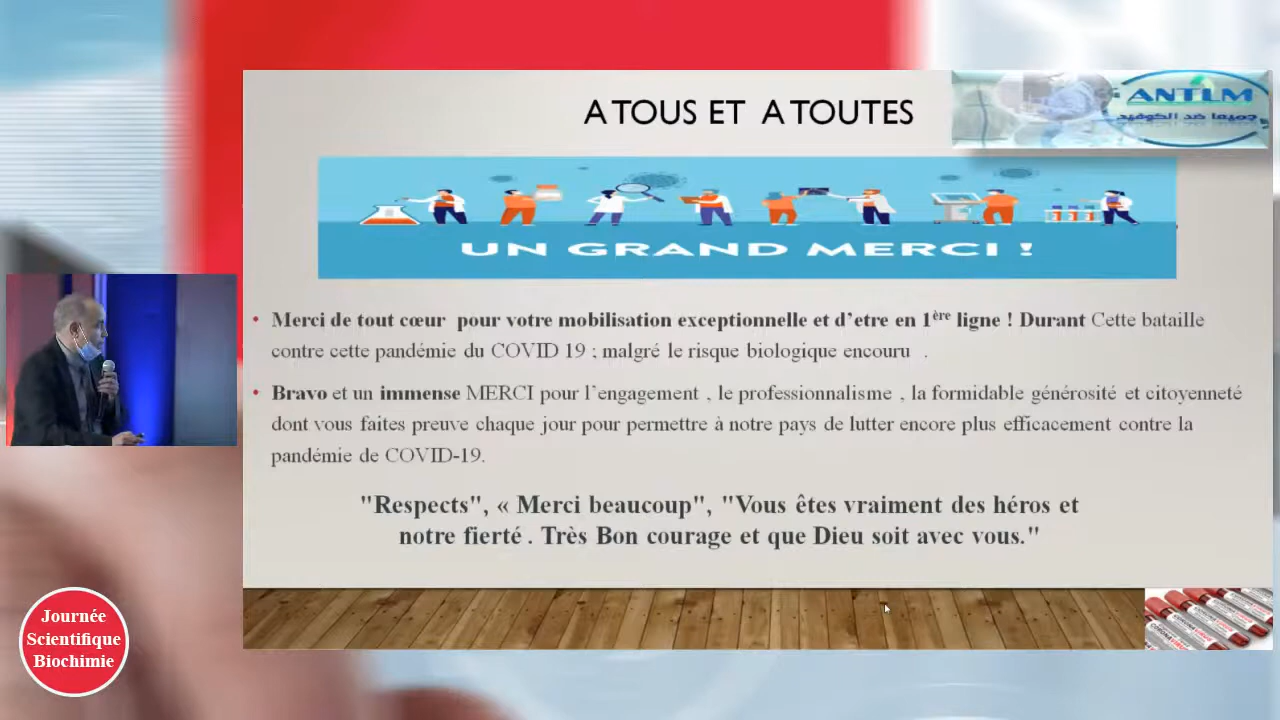 A TOUS ET A TOUTES
ANTLM
جميعا ضد الكوفيد
UN GRAND MERCI !
• Merci de tout cœur pour votre mobilisation exceptionnelle et d’etre en 1ère ligne ! Durant Cette bataille
contre cette pandémie du COVID 19 ; malgré le risque biologique encouru .
• Bravo et un immense MERCI pour l’engagement , le professionnalisme , la formidable générosité et citoyenneté
dont vous faites preuve chaque jour pour permettre à notre pays de lutter encore plus efficacement contre la
pandémie de COVID-19.
"Respects", « Merci beaucoup", "Vous êtes vraiment des héros et
notre fierté . Très Bon courage et que Dieu soit avec vous."
Journée
Scientifique
Biochimie